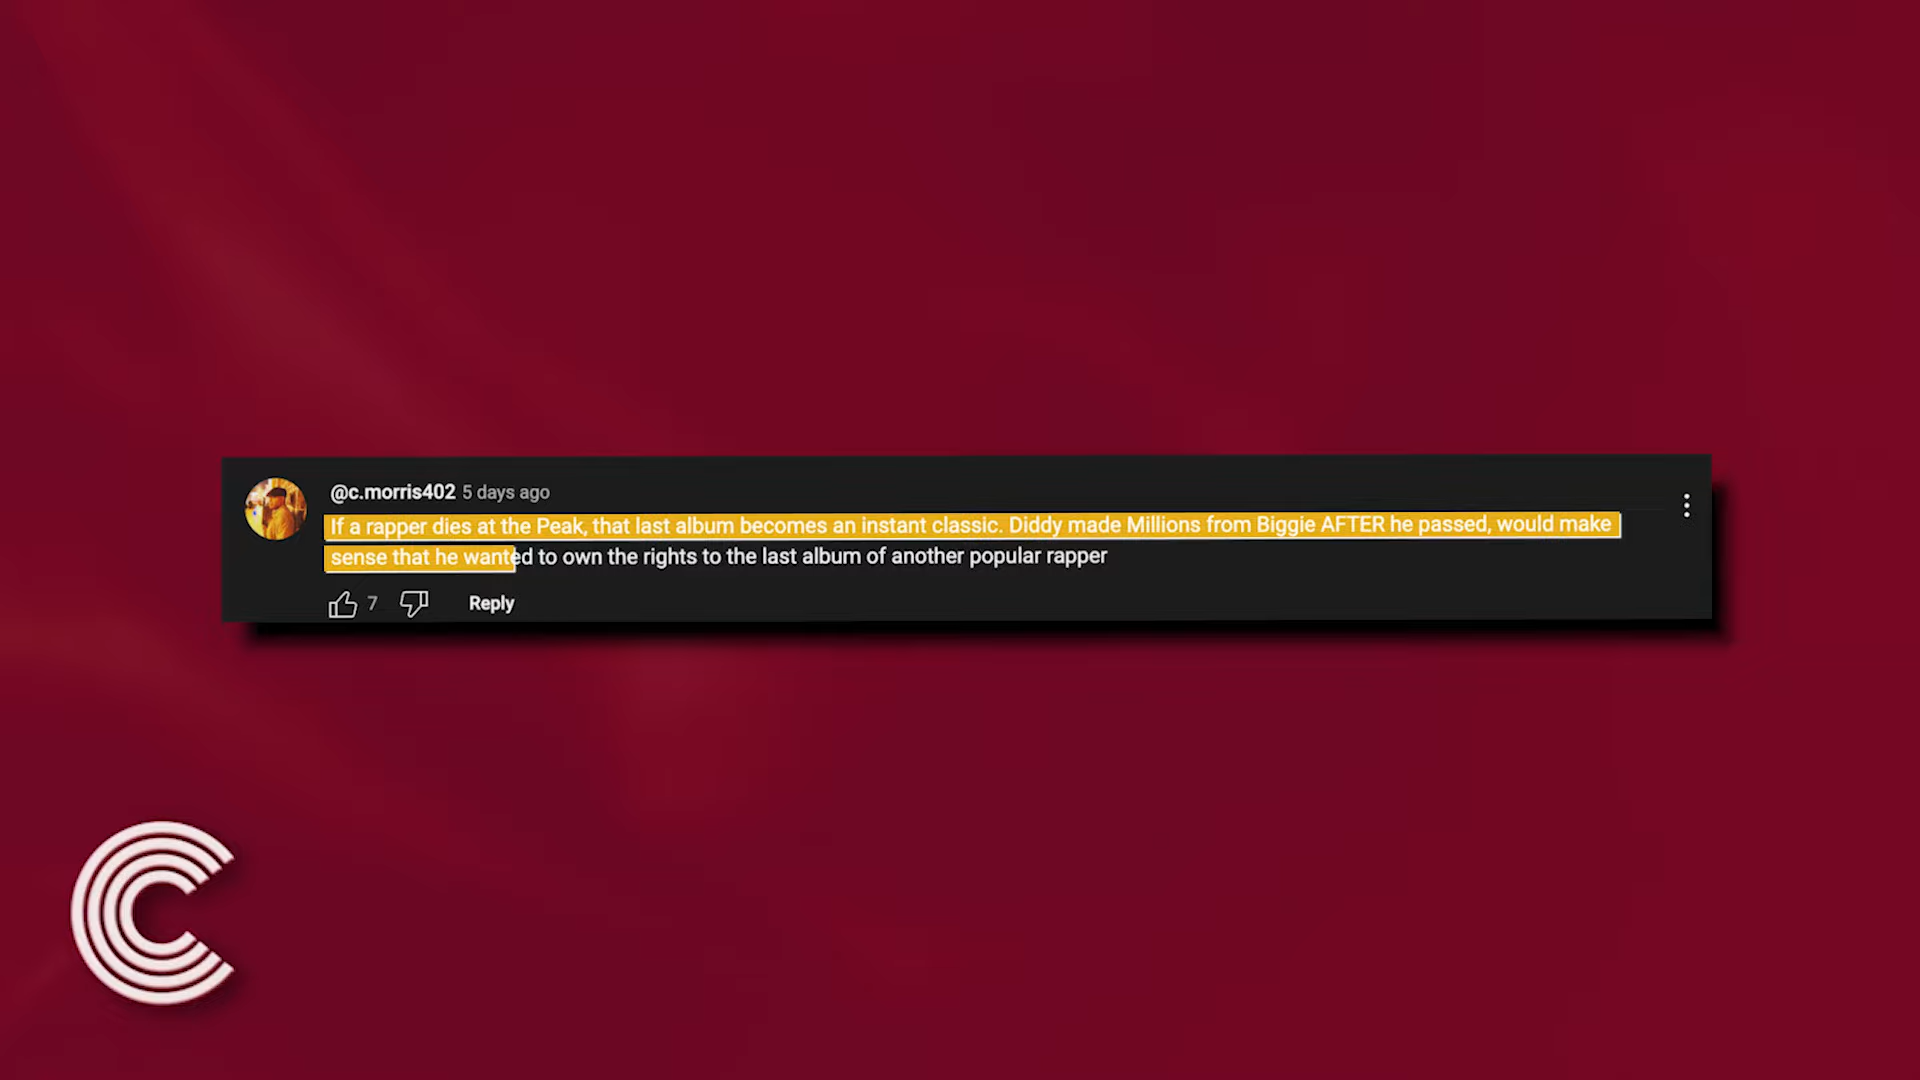 @c.morris402 5 days ago
If a rapper dies at the Peak, that last album becomes an instant classic. Diddy made Millions from Biggie AFTER he passed, would make
sense that he wanted to own the rights to the last album of another popular rapper
7 Reply
C